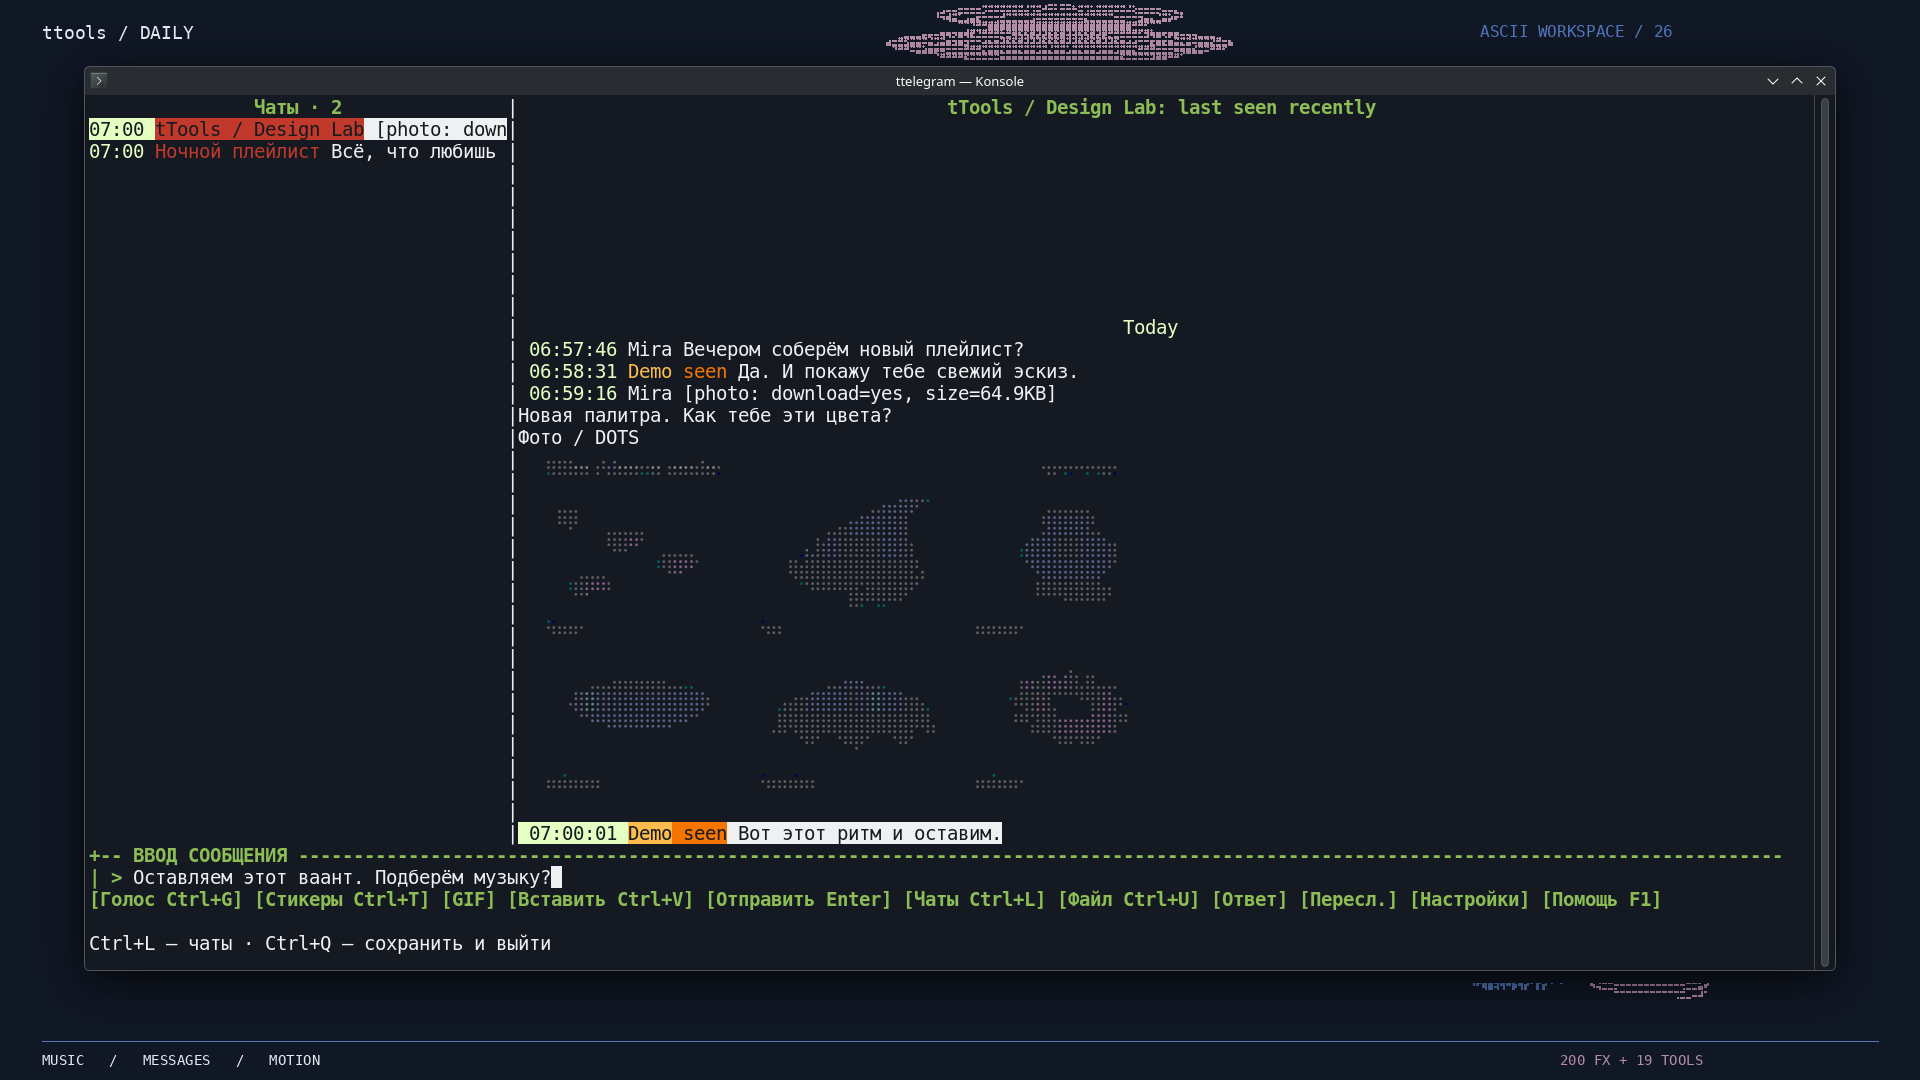 ttools / DAILY
ASCII WORKSPACE / 26
ttelegram — Konsole
Чаты · 2
07:00 tTools / Design Lab [photo: down
07:00 Ночной плейлист Всё, что любишь
tTools / Design Lab: last seen recently
Today
06:57:46 Mira Вечером соберём новый плейлист?
06:58:31 Demo seen Да. И покажу тебе свежий эскиз.
06:59:16 Mira [photo: download=yes, size=64.9KB]
Новая палитра. Как тебе эти цвета?
Фото / DOTS
07:00:01 Demo seen Вот этот ритм и оставим.
+-- ВВОД СООБЩЕНИЯ ---------------------------------------------------------------------------------------------------------------------------------------
| > Оставляем этот ваант. Подберём музыку?
[Голос Ctrl+G] [Стикеры Ctrl+T] [GIF] [Вставить Ctrl+V] [Отправить Enter] [Чаты Ctrl+L] [Файл Ctrl+U] [Ответ] [Пересл.] [Настройки] [Помощь F1]
Ctrl+L — чаты · Ctrl+Q — сохранить и выйти
MUSIC / MESSAGES / MOTION
200 FX + 19 TOOLS